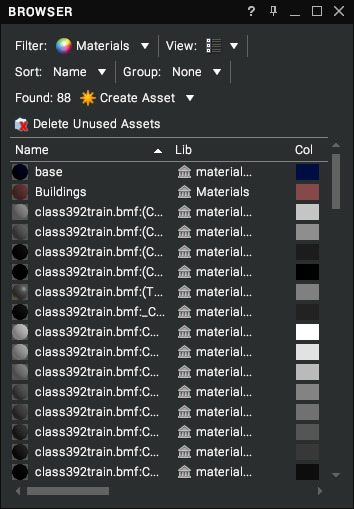 BROWSER ?
Filter: Materials View:
Sort: Name Group: None
Found: 88 Create Asset
Delete Unused Assets
Name Lib Col
base material...
Buildings Materials
class392train.bmf:(C... material...
class392train.bmf:(C... material...
class392train.bmf:(C... material...
class392train.bmf:(C... material...
class392train.bmf:(T... material...
class392train.bmf:_C... material...
class392train.bmf:C... material...
class392train.bmf:C... material...
class392train.bmf:C... material...
class392train.bmf:C... material...
class392train.bmf:C... material...
class392train.bmf:C... material...
class392train.bmf:C... material...
class392train.bmf:C... material...